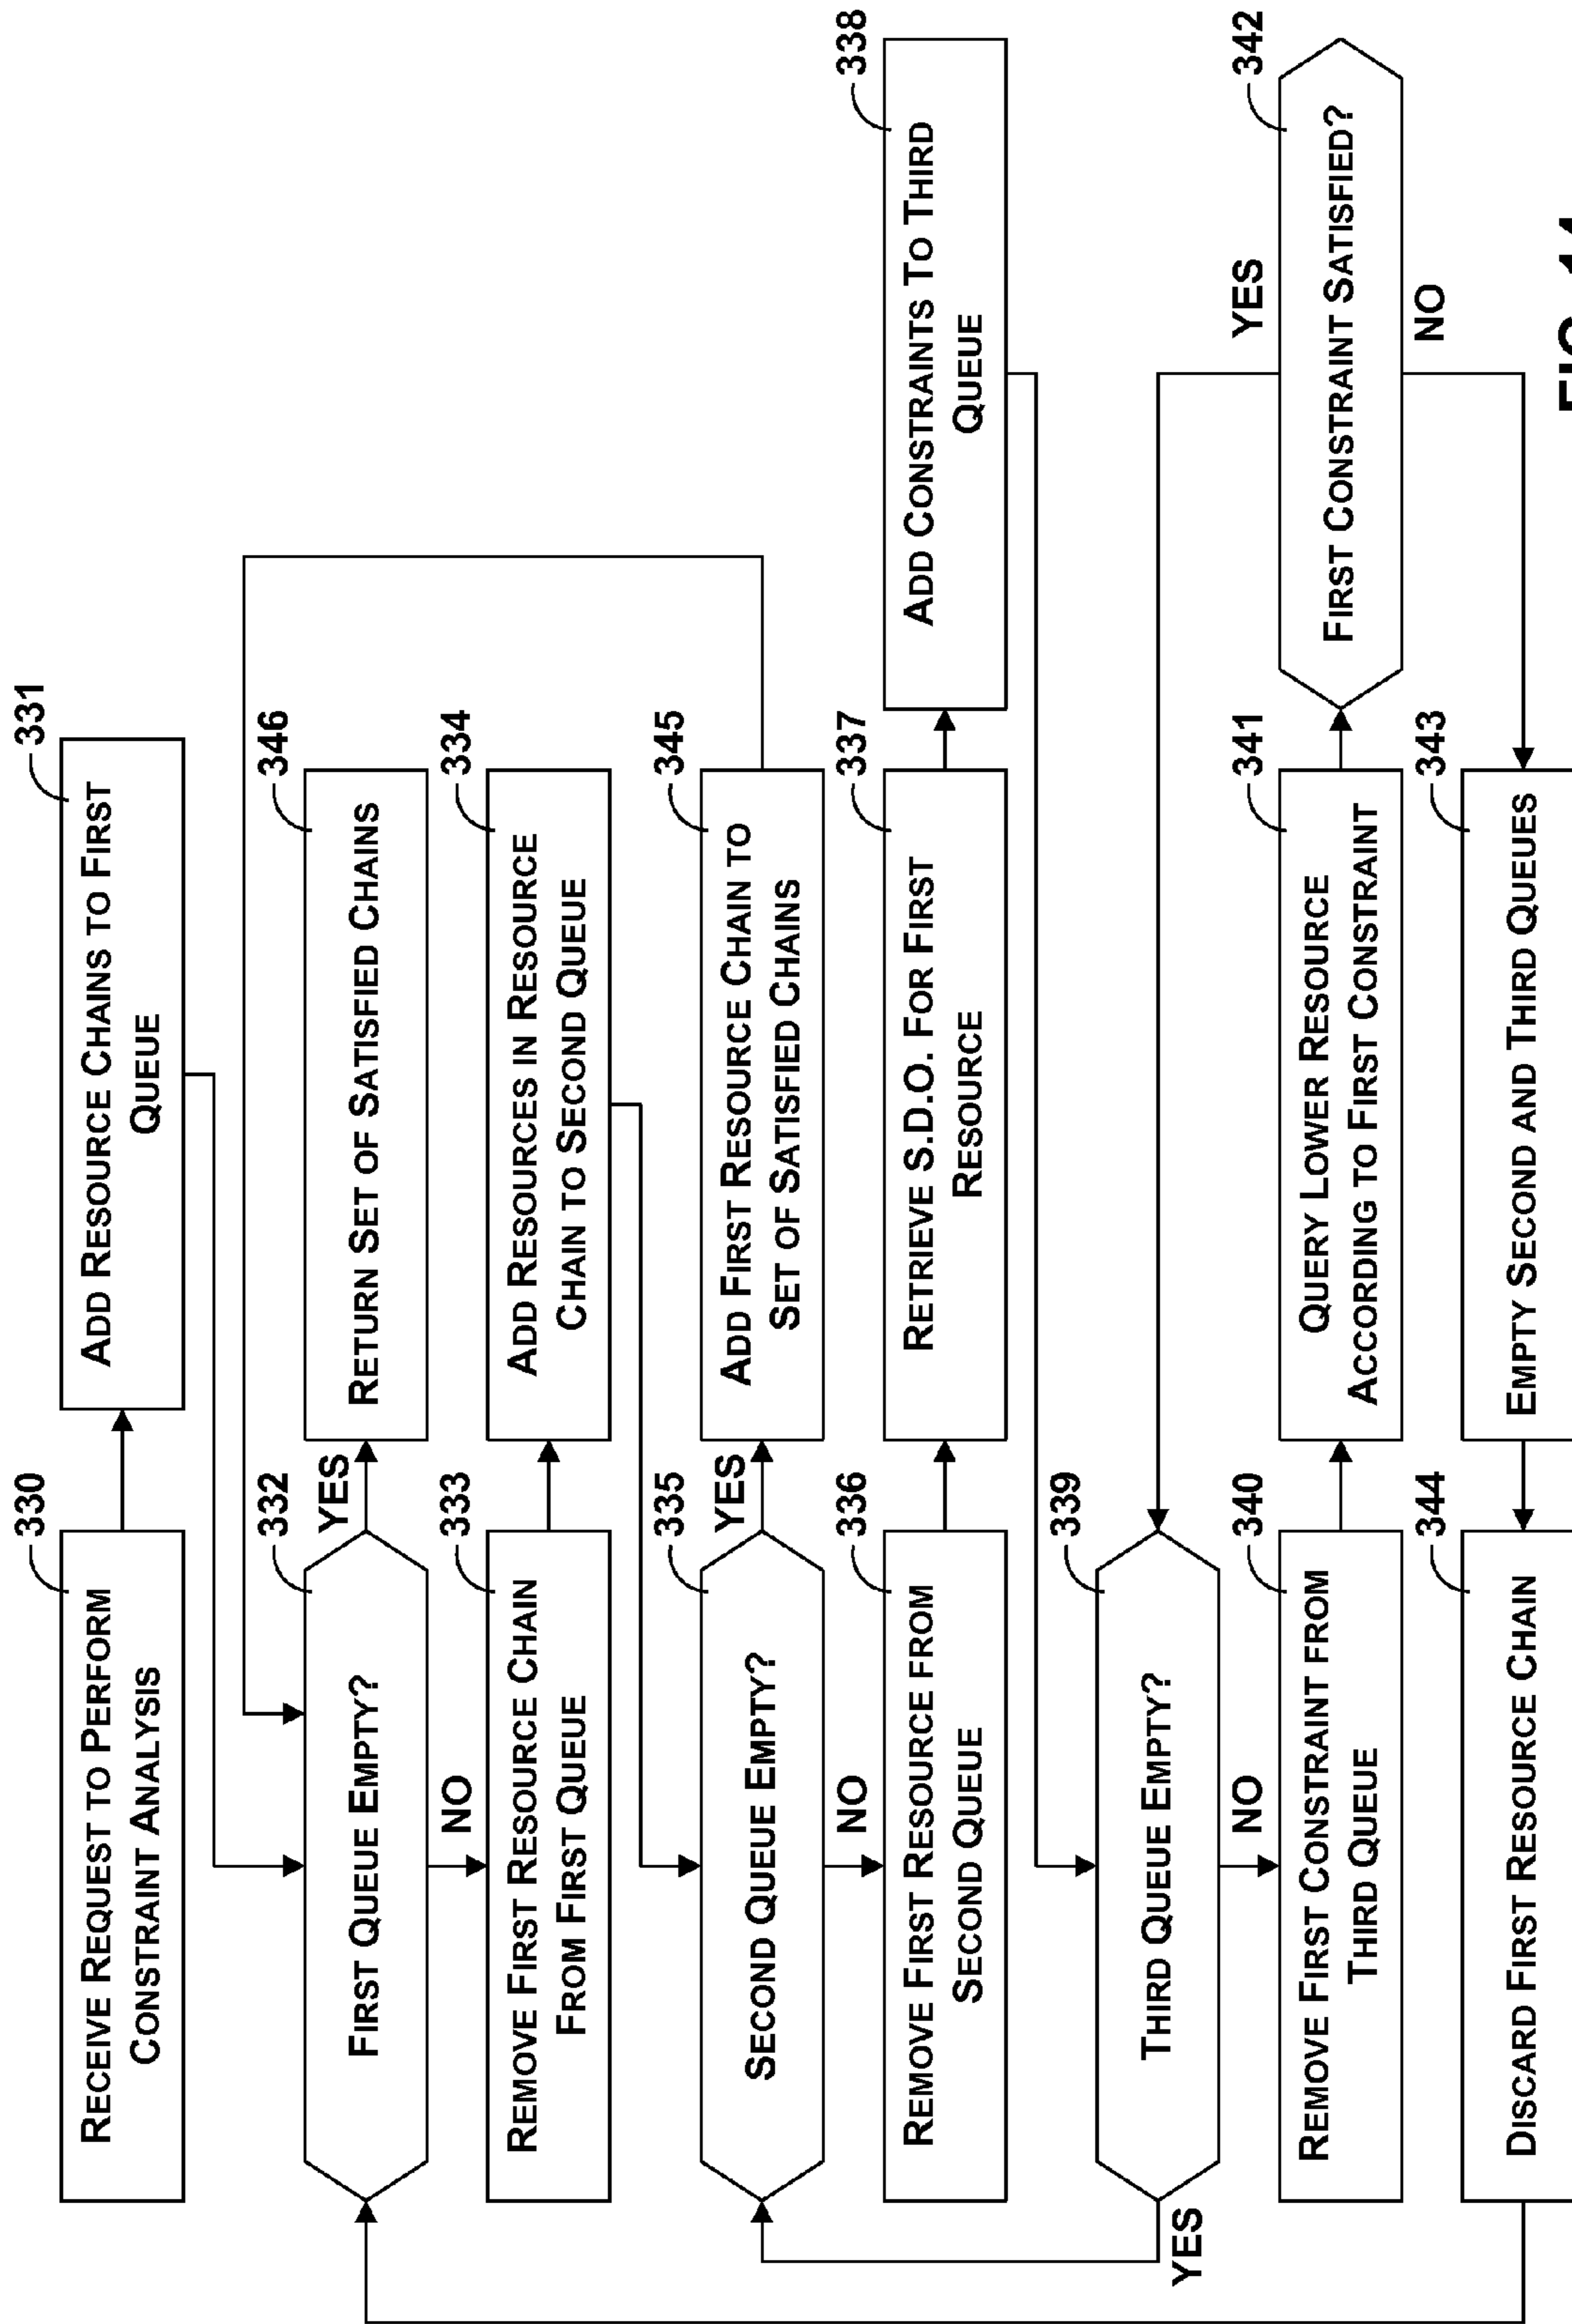 330
RECEIVE REQUEST TO PERFORM
CONSTRAINT ANALYSIS
331
ADD RESOURCE CHAINS TO FIRST
QUEUE
332
FIRST QUEUE EMPTY?
YES
NO
346
RETURN SET OF SATISFIED CHAINS
333
REMOVE FIRST RESOURCE CHAIN
FROM FIRST QUEUE
334
ADD RESOURCES IN RESOURCE
CHAIN TO SECOND QUEUE
335
SECOND QUEUE EMPTY?
YES
NO
345
ADD FIRST RESOURCE CHAIN TO
SET OF SATISFIED CHAINS
336
REMOVE FIRST RESOURCE FROM
SECOND QUEUE
337
RETRIEVE S.D.O. FOR FIRST
RESOURCE
338
ADD CONSTRAINTS TO THIRD
QUEUE
339
THIRD QUEUE EMPTY?
YES
NO
340
REMOVE FIRST CONSTRAINT FROM
THIRD QUEUE
341
QUERY LOWER RESOURCE
ACCORDING TO FIRST CONSTRAINT
342
FIRST CONSTRAINT SATISFIED?
YES
NO
343
EMPTY SECOND AND THIRD QUEUES
344
DISCARD FIRST RESOURCE CHAIN